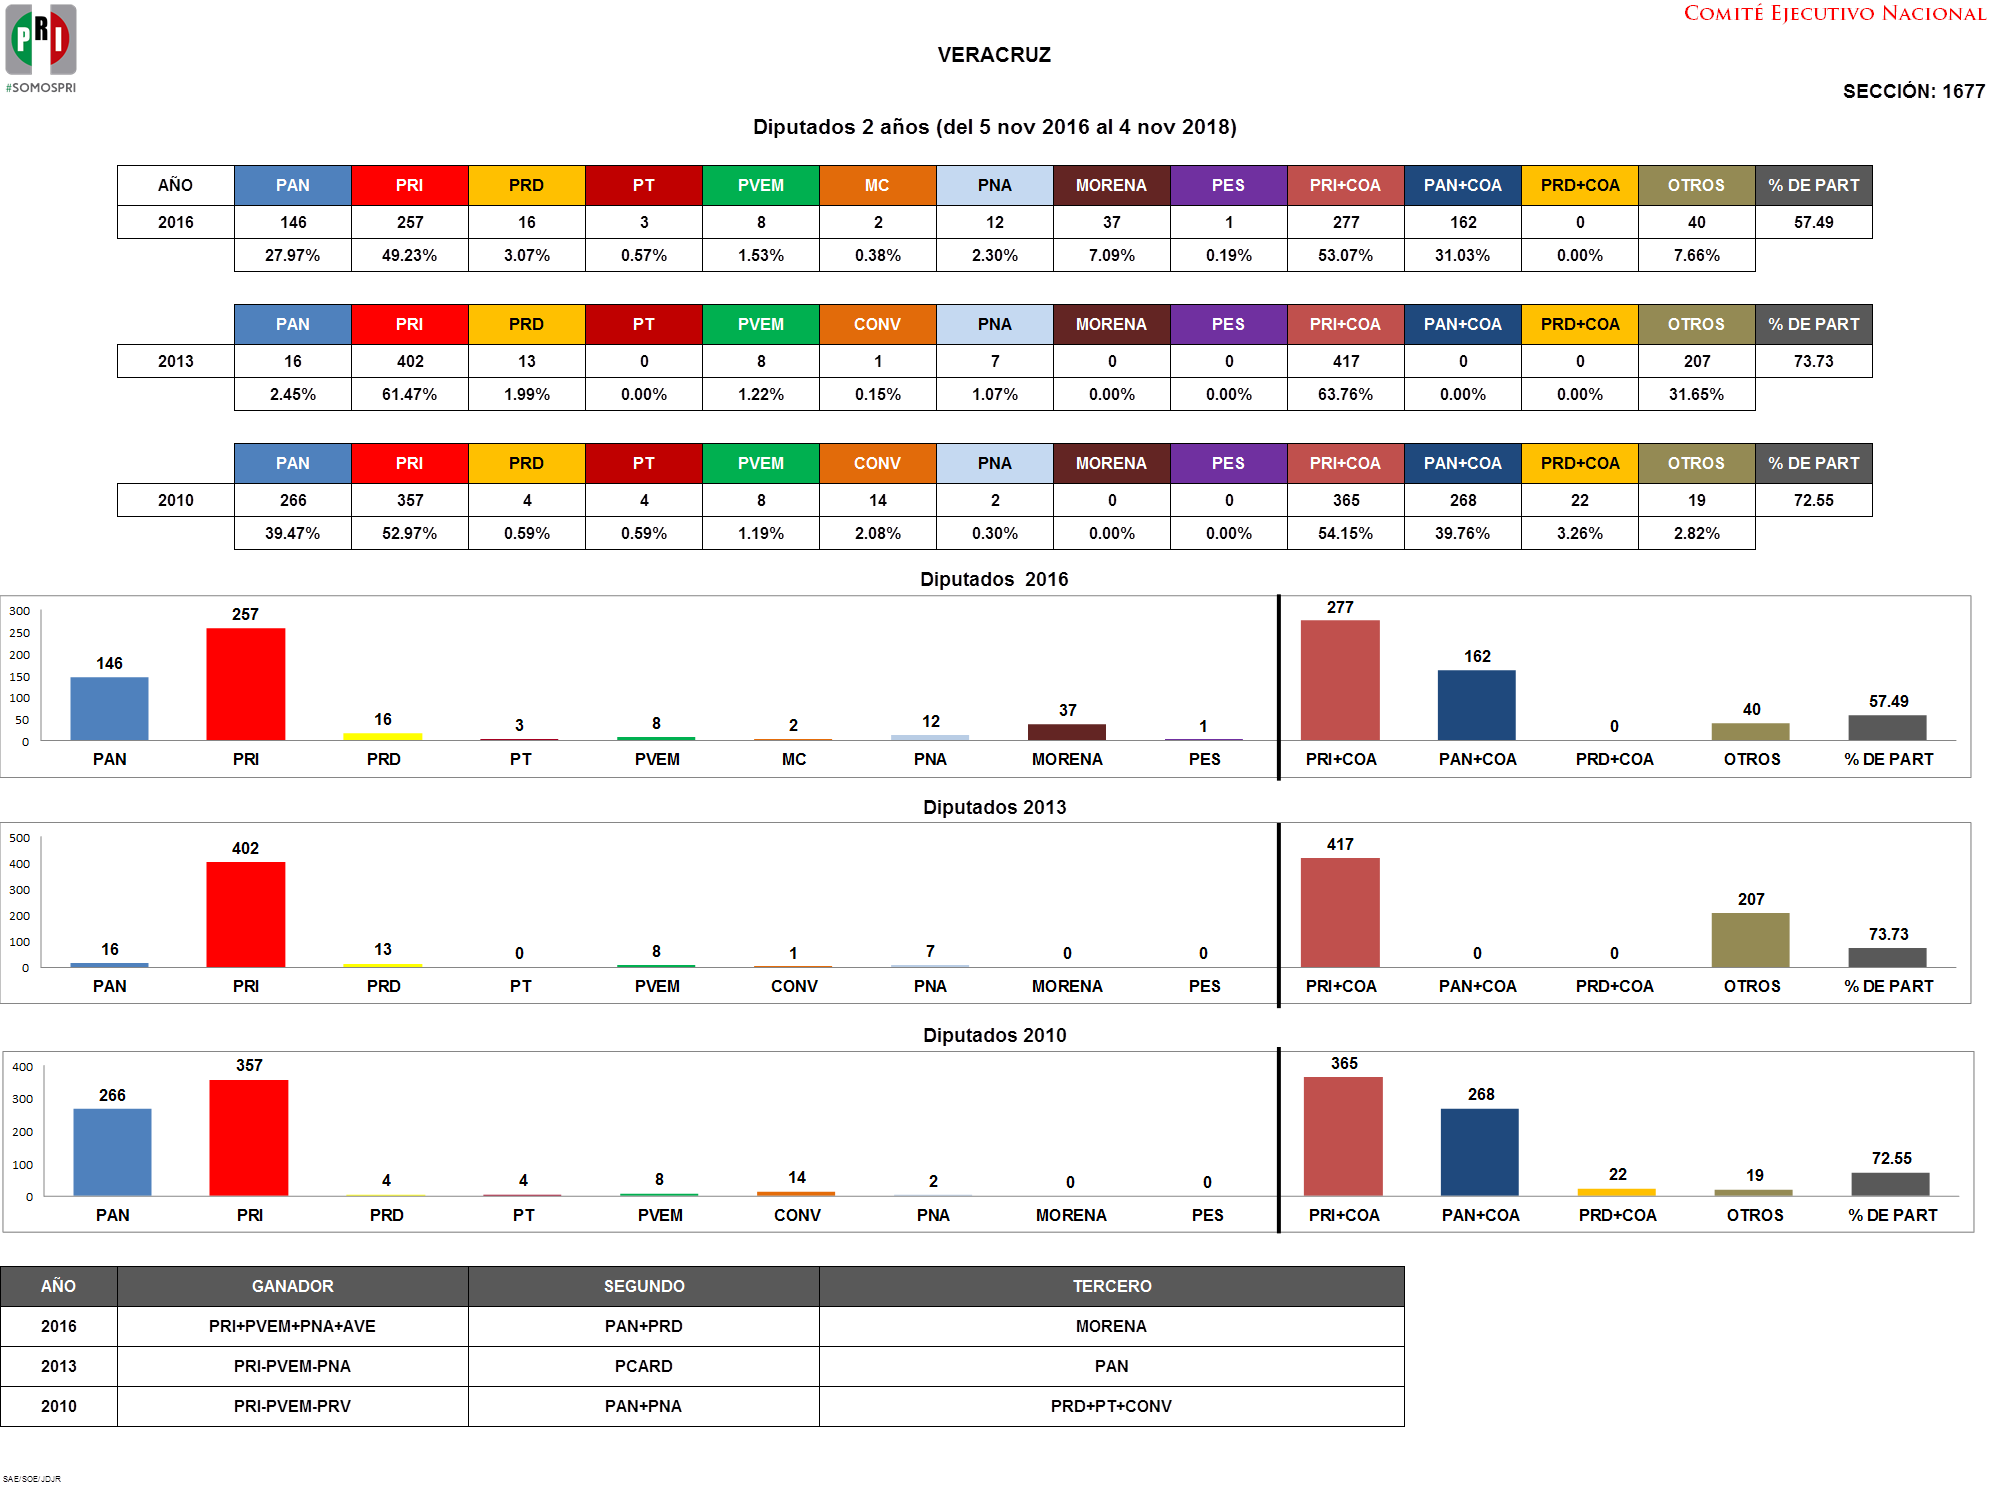 PRI
#SOMOSPRI
COMITÉ EJECUTIVO NACIONAL
VERACRUZ
SECCIÓN: 1677
Diputados 2 años (del 5 nov 2016 al 4 nov 2018)
AÑO PAN PRI PRD PT PVEM MC PNA MORENA PES PRI+COA PAN+COA PRD+COA OTROS % DE PART
2016 146 257 16 3 8 2 12 37 1 277 162 0 40 57.49
27.97% 49.23% 3.07% 0.57% 1.53% 0.38% 2.30% 7.09% 0.19% 53.07% 31.03% 0.00% 7.66%
PAN PRI PRD PT PVEM CONV PNA MORENA PES PRI+COA PAN+COA PRD+COA OTROS % DE PART
2013 16 402 13 0 8 1 7 0 0 417 0 0 207 73.73
2.45% 61.47% 1.99% 0.00% 1.22% 0.15% 1.07% 0.00% 0.00% 63.76% 0.00% 0.00% 31.65%
PAN PRI PRD PT PVEM CONV PNA MORENA PES PRI+COA PAN+COA PRD+COA OTROS % DE PART
2010 266 357 4 4 8 14 2 0 0 365 268 22 19 72.55
39.47% 52.97% 0.59% 0.59% 1.19% 2.08% 0.30% 0.00% 0.00% 54.15% 39.76% 3.26% 2.82%
Diputados 2016
300
250
200
150
100
50
0
146 257 16 3 8 2 12 37 1 277 162 0 40 57.49
PAN PRI PRD PT PVEM MC PNA MORENA PES PRI+COA PAN+COA PRD+COA OTROS % DE PART
Diputados 2013
500
400
300
200
100
0
16 402 13 0 8 1 7 0 0 417 0 0 207 73.73
PAN PRI PRD PT PVEM CONV PNA MORENA PES PRI+COA PAN+COA PRD+COA OTROS % DE PART
Diputados 2010
400
300
200
100
0
266 357 4 4 8 14 2 0 0 365 268 22 19 72.55
PAN PRI PRD PT PVEM CONV PNA MORENA PES PRI+COA PAN+COA PRD+COA OTROS % DE PART
AÑO GANADOR SEGUNDO TERCERO
2016 PRI+PVEM+PNA+AVE PAN+PRD MORENA
2013 PRI-PVEM-PNA PCARD PAN
2010 PRI-PVEM-PRV PAN+PNA PRD+PT+CONV
SAE/SOE/JDJR